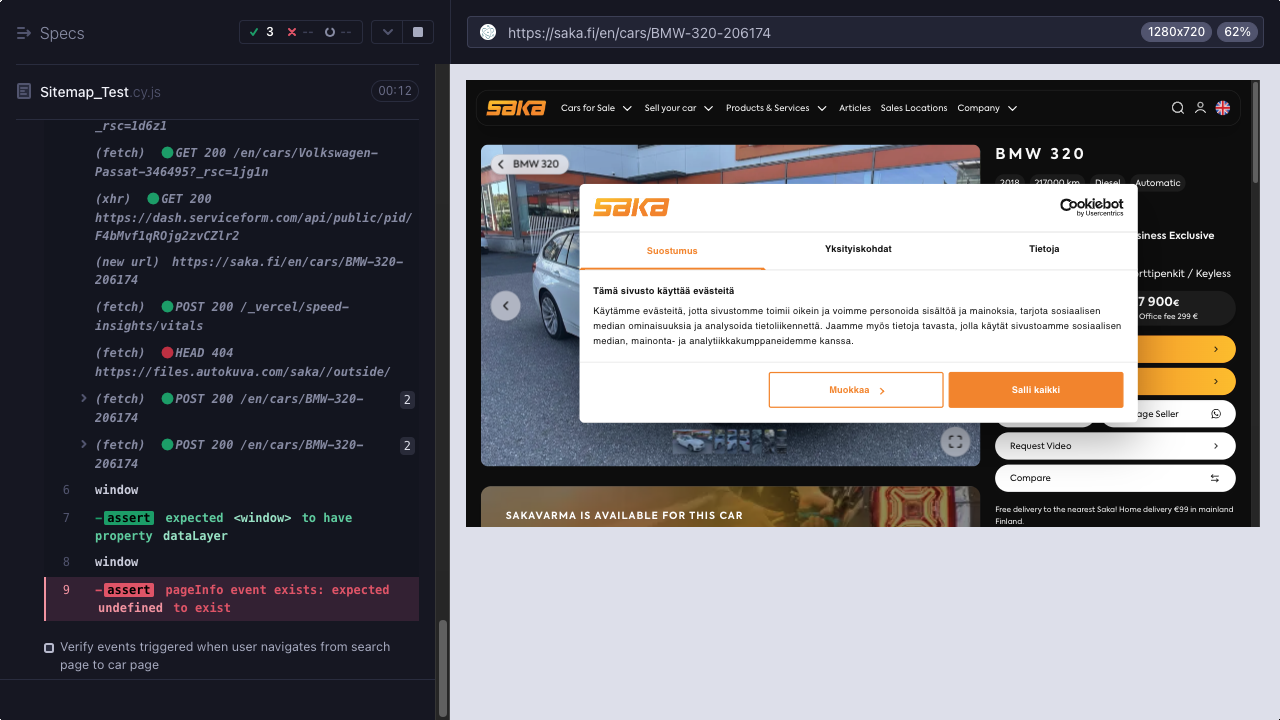 Specs
3
--
--
https://saka.fi/en/cars/BMW-320-206174
1280x720
62%
Sitemap_Test.cy.js
00:12
_rsc=1d6z1
(fetch) GET 200 /en/cars/Volkswagen-
Passat-346495?_rsc=1jg1n
(xhr) GET 200
https://dash.serviceform.com/api/public/pid/
F4bMvf1qROjg2zvCZlr2
(new url) https://saka.fi/en/cars/BMW-320-
206174
(fetch) POST 200 /_vercel/speed-
insights/vitals
(fetch) HEAD 404
https://files.autokuva.com/saka//outside/
(fetch) POST 200 /en/cars/BMW-320-
206174
2
(fetch) POST 200 /en/cars/BMW-320-
206174
2
6 window
7 -assert expected <window> to have
property dataLayer
8 window
9 -assert pageInfo event exists: expected
undefined to exist
Verify events triggered when user navigates from search
page to car page
saka
Cars for Sale
Sell your car
Products & Services
Articles
Sales Locations
Company
BMW 320
BMW 320
2018
217000 km
Diesel
Automatic
siness Exclusive
orttipenkit / Keyless
7 900€
Office fee 299 €
age Seller
Request Video
Compare
Free delivery to the nearest Saka! Home delivery €99 in mainland
Finland.
saka
Cookiebot
by Usercentrics
Suostumus
Yksityiskohdat
Tietoja
Tämä sivusto käyttää evästeitä
Käytämme evästeitä, jotta sivustomme toimii oikein ja voimme personoida sisältöä ja mainoksia, tarjota sosiaalisen
median ominaisuuksia ja analysoida tietoliikennettä. Jaamme myös tietoja tavasta, jolla käytät sivustoamme sosiaalisen
median, mainonta- ja analytiikkakumppaneidemme kanssa.
Muokkaa
Salli kaikki
SAKAVARMA IS AVAILABLE FOR THIS CAR